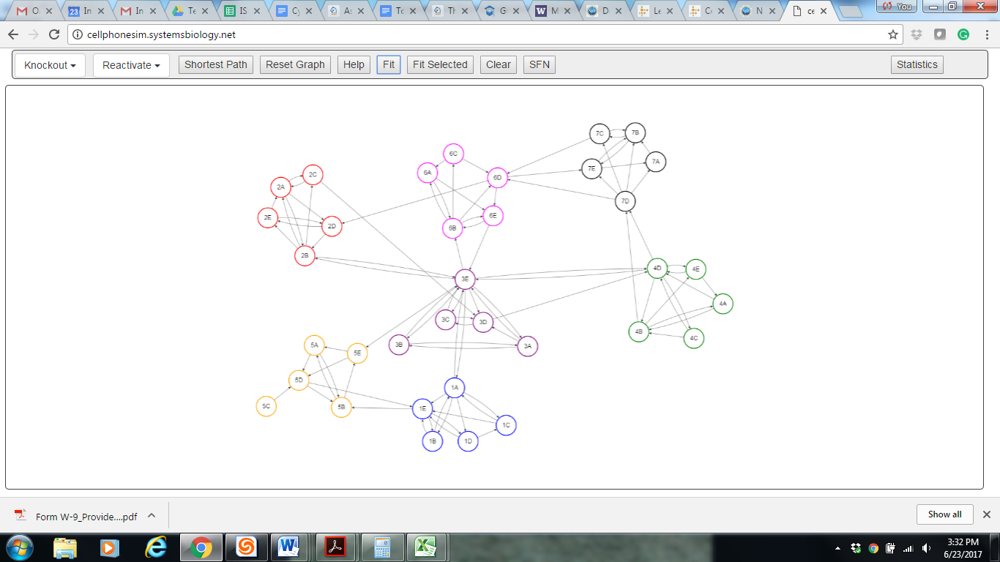 O In In Te IS Cy As To Th G M D Le Co N ce You
cellphonesim.systemsbiology.net
Knockout Reactivate Shortest Path Reset Graph Help Fit Fit Selected Clear SFN Statistics
7C 7B
6C
7A
6A 7E
2C 6D
2A
7D
2E 6E
2D 6B
2B
4D 4E
3E
4A
3C 3D
4B 4C
5A 3B 3A
5E
5D
1A
5C 5B 1E
1C
1B 1D
Form W-9_Provide....pdf Show all
3:32 PM
6/23/2017